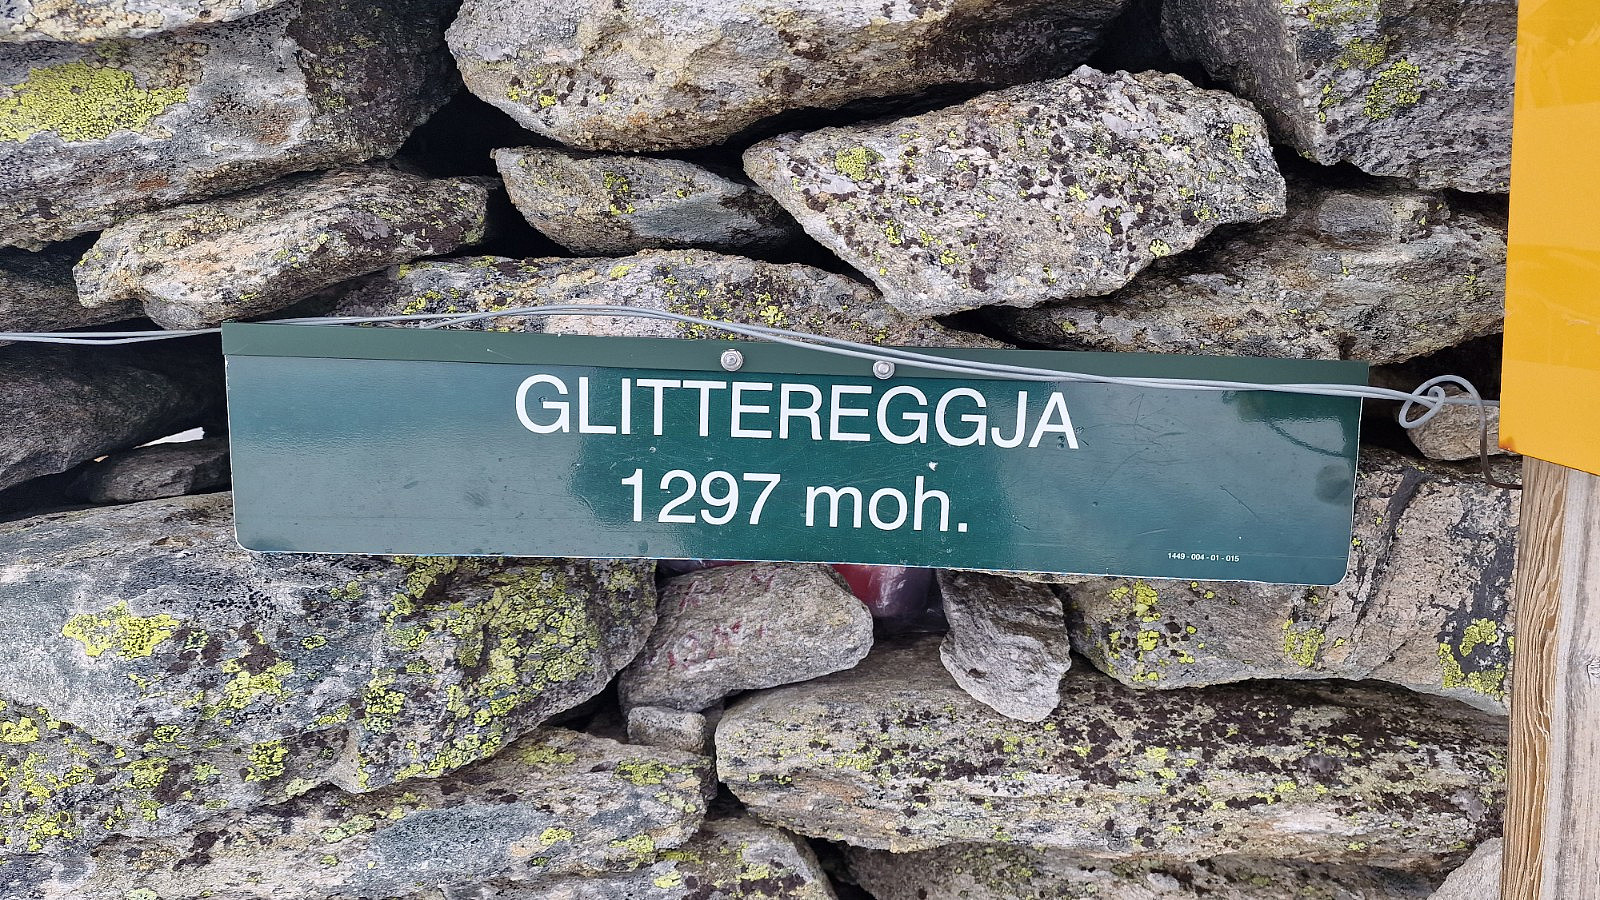 GLITTEREGGJA
1297 moh.
1449 - 004 - 01 - 015